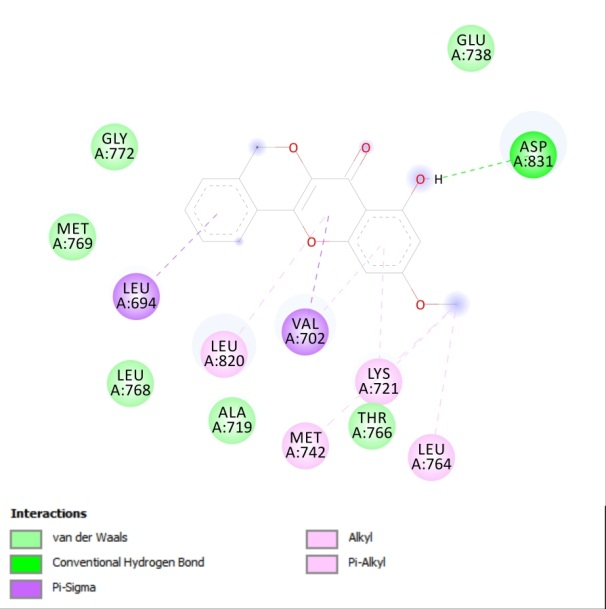 GLU
A:738
GLY
A:772
ASP
A:831
O
O
O
H
MET
A:769
O
LEU
A:694
O
VAL
A:702
LEU
A:820
LYS
A:721
LEU
A:768
ALA
A:719
THR
A:766
MET
A:742
LEU
A:764
Interactions
van der Waals
Conventional Hydrogen Bond
Pi-Sigma
Alkyl
Pi-Alkyl